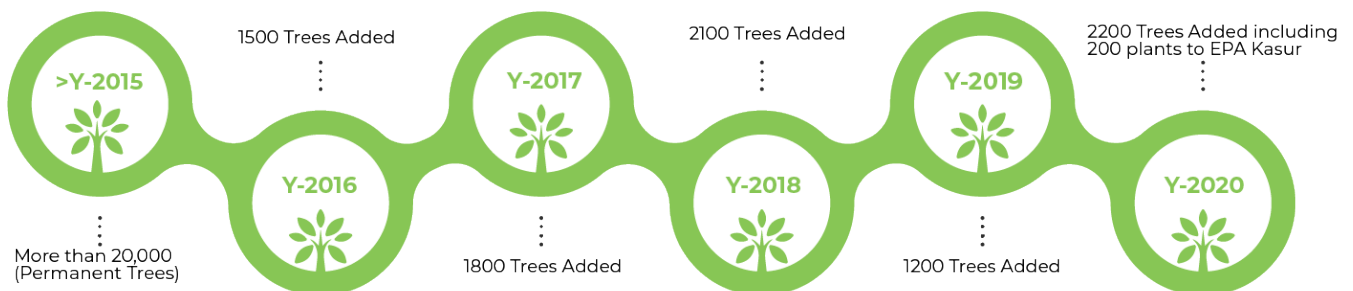 >Y-2015
More than 20,000
(Permanent Trees)
1500 Trees Added
Y-2016
Y-2017
1800 Trees Added
2100 Trees Added
Y-2018
Y-2019
1200 Trees Added
2200 Trees Added including
200 plants to EPA Kasur
Y-2020